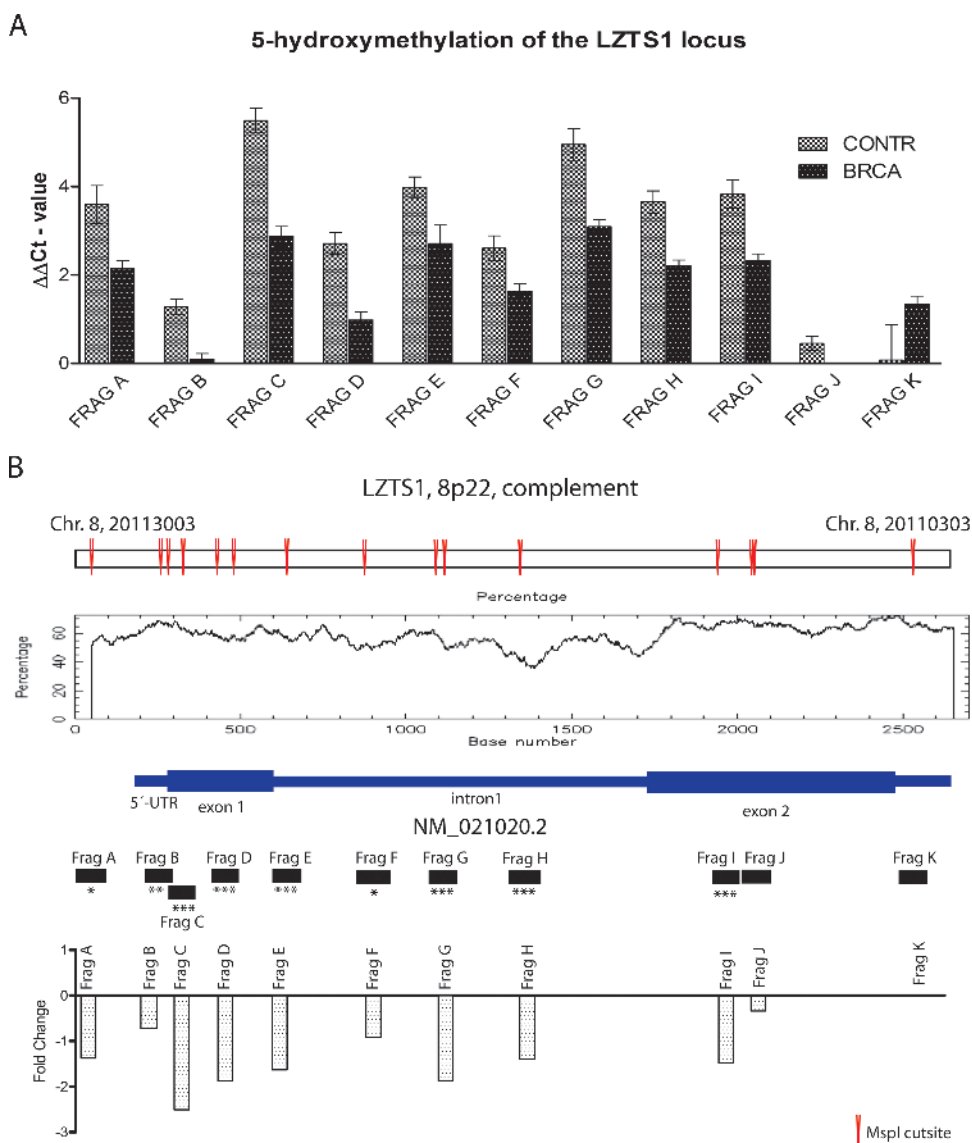 A
5-hydroxymethylation of the LZTS1 locus
ΔΔCt - value
6
4
2
0
CONTR
BRCA
FRAG A
FRAG B
FRAG C
FRAG D
FRAG E
FRAG F
FRAG G
FRAG H
FRAG I
FRAG J
FRAG K
B
LZTS1, 8p22, complement
Chr. 8, 20113003
Chr. 8, 20110303
Percentage
Percentage
60
40
20
0
0 500 1000 1500 2000 2500
Base number
5´-UTR
exon 1
intron1
exon 2
NM_021020.2
Frag A Frag B Frag D Frag E Frag F Frag G Frag H Frag I Frag J Frag K
* ** *** *** * *** *** ***
***
Frag C
Frag A Frag B Frag C Frag D Frag E Frag F Frag G Frag H Frag I Frag J Frag K
Fold Change
1
0
-1
-2
-3
MspI cutsite